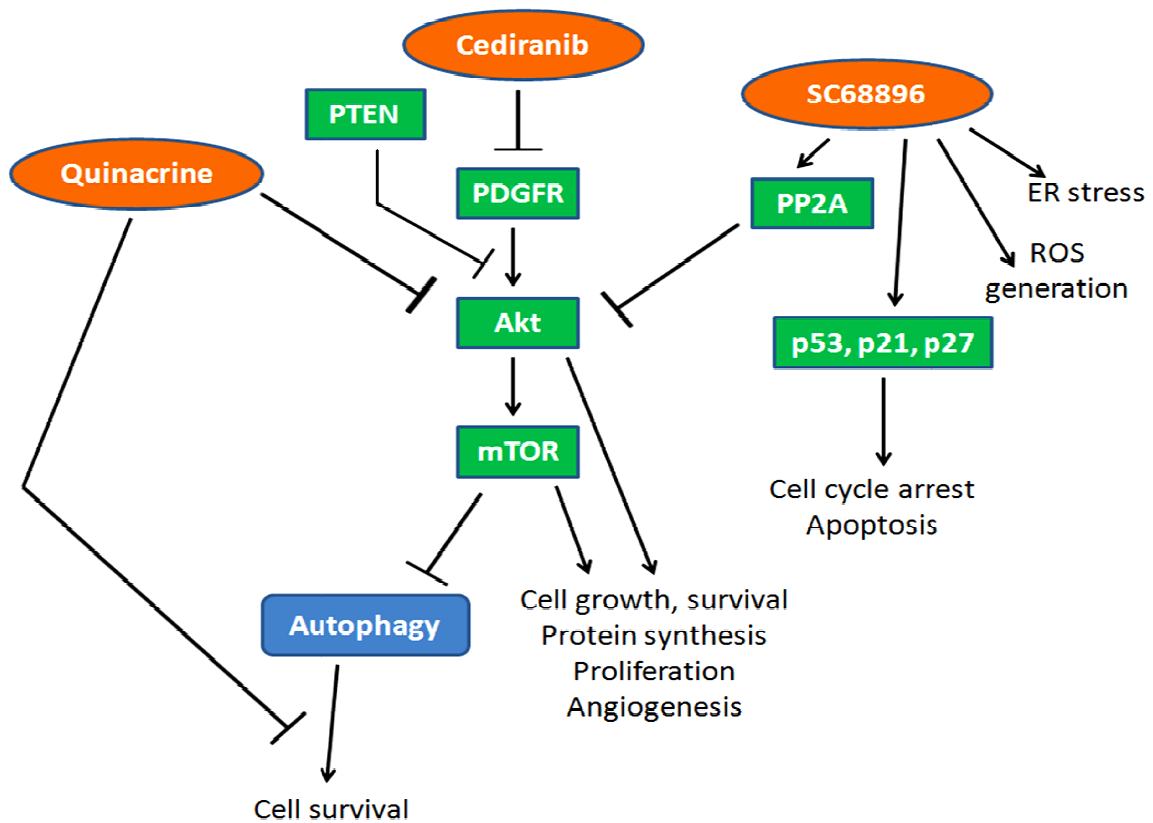 Cediranib
SC68896
PTEN
Quinacrine
PDGFR
PP2A
ER stress
ROS
generation
Akt
p53, p21, p27
mTOR
Cell cycle arrest
Apoptosis
Autophagy
Cell growth, survival
Protein synthesis
Proliferation
Angiogenesis
Cell survival